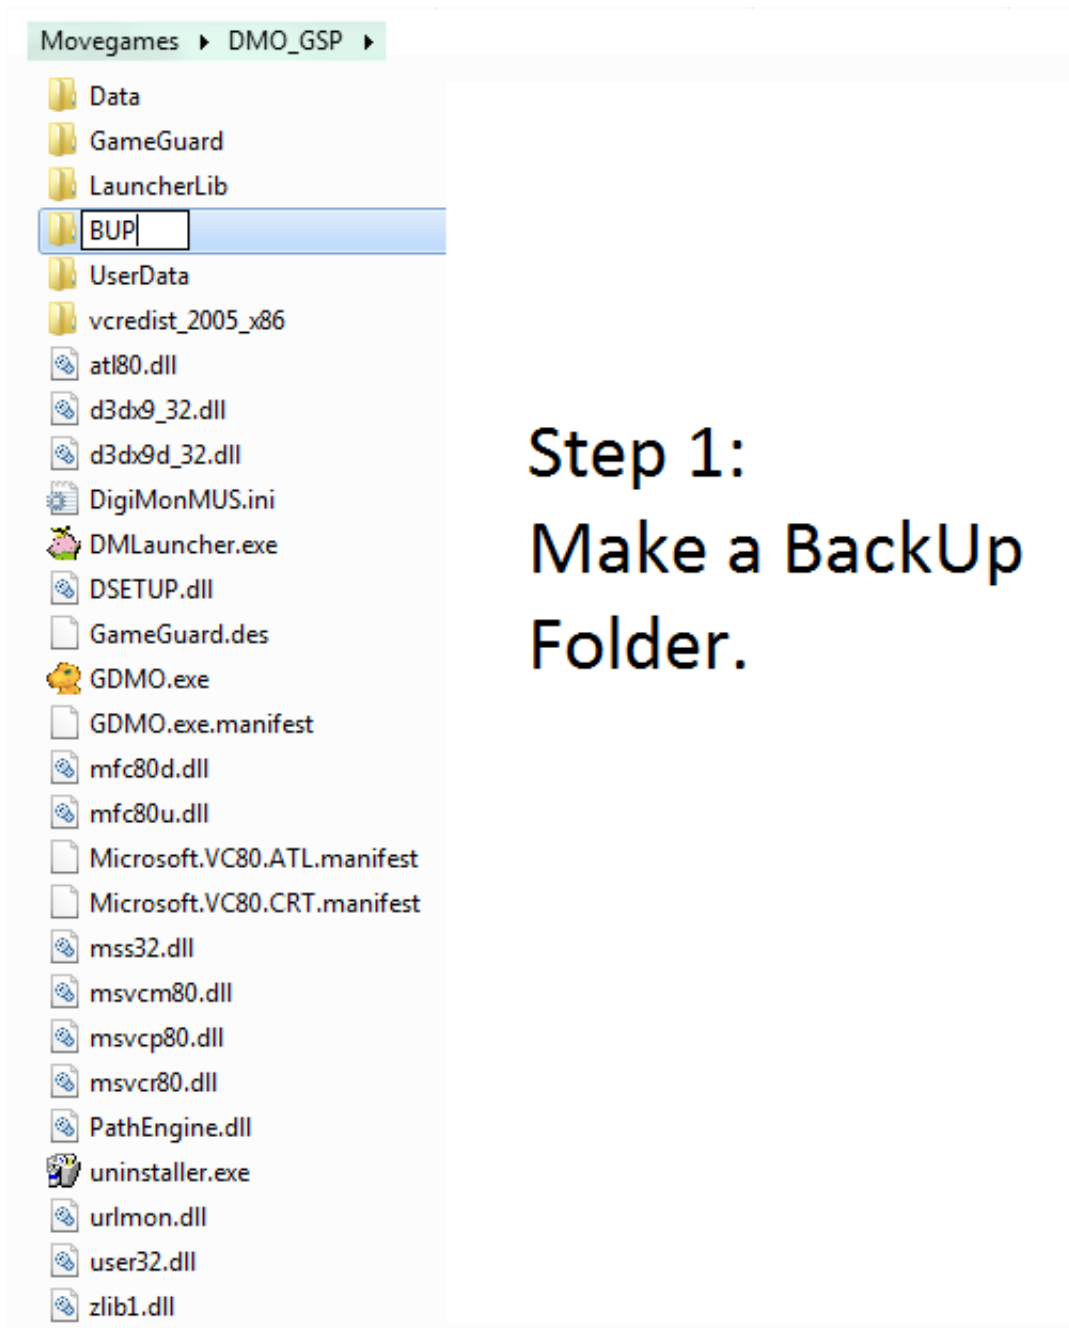 Movegames ▸ DMO_GSP ▸
Data
GameGuard
LauncherLib
BUP
UserData
vcredist_2005_x86
atl80.dll
d3dx9_32.dll
d3dx9d_32.dll
DigiMonMUS.ini
DMLauncher.exe
DSETUP.dll
GameGuard.des
GDMO.exe
GDMO.exe.manifest
mfc80d.dll
mfc80u.dll
Microsoft.VC80.ATL.manifest
Microsoft.VC80.CRT.manifest
mss32.dll
msvcm80.dll
msvcp80.dll
msvcr80.dll
PathEngine.dll
uninstaller.exe
urlmon.dll
user32.dll
zlib1.dll
Step 1:
Make a BackUp
Folder.